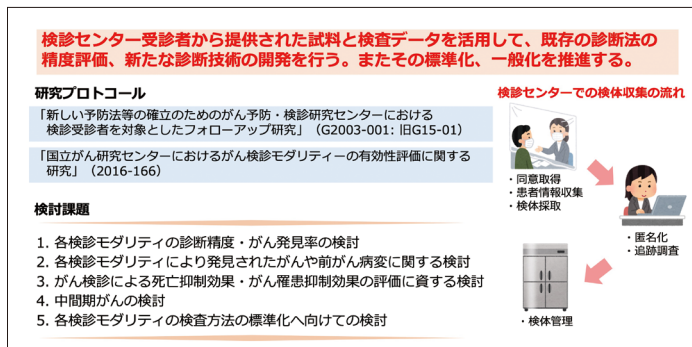 検診センター受診者から提供された試料と検査データを活用して、既存の診断法の
精度評価、新たな診断技術の開発を行う。またその標準化、一般化を推進する。
研究プロトコール
「新しい予防法等の確立のためのがん予防・検診研究センターにおける
検診受診者を対象としたフォローアップ研究」（G2003-001: 旧G15-01）
「国立がん研究センターにおけるがん検診モダリティーの有効性評価に関する
研究」（2016-166）
検討課題
1. 各検診モダリティの診断精度・がん発見率の検討
2. 各検診モダリティにより発見されたがんや前がん病変に関する検討
3. がん検診による死亡抑制効果・がん罹患抑制効果の評価に資する検討
4. 中間期がんの検討
5. 各検診モダリティの検査方法の標準化へ向けての検討
検診センターでの検体収集の流れ
・同意取得
・患者情報収集
・検体採取
・匿名化
・追跡調査
・検体管理